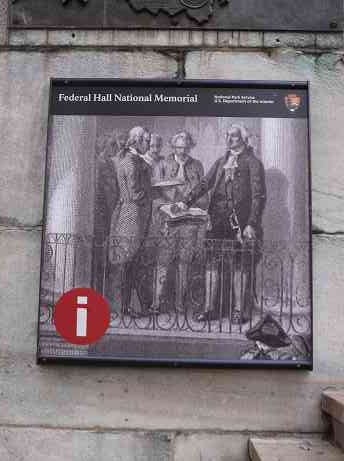 Federal Hall National Memorial
National Park Service
U.S. Department of the Interior
i